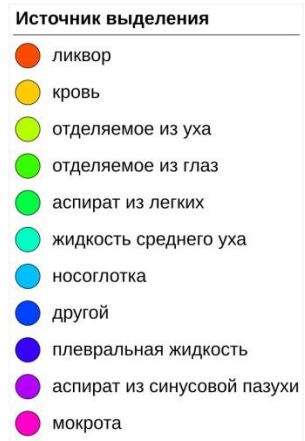 Источник выделения
ликвор
кровь
отделяемое из уха
отделяемое из глаз
аспират из легких
жидкость среднего уха
носоглотка
другой
плевральная жидкость
аспират из синусовой пазухи
мокрота